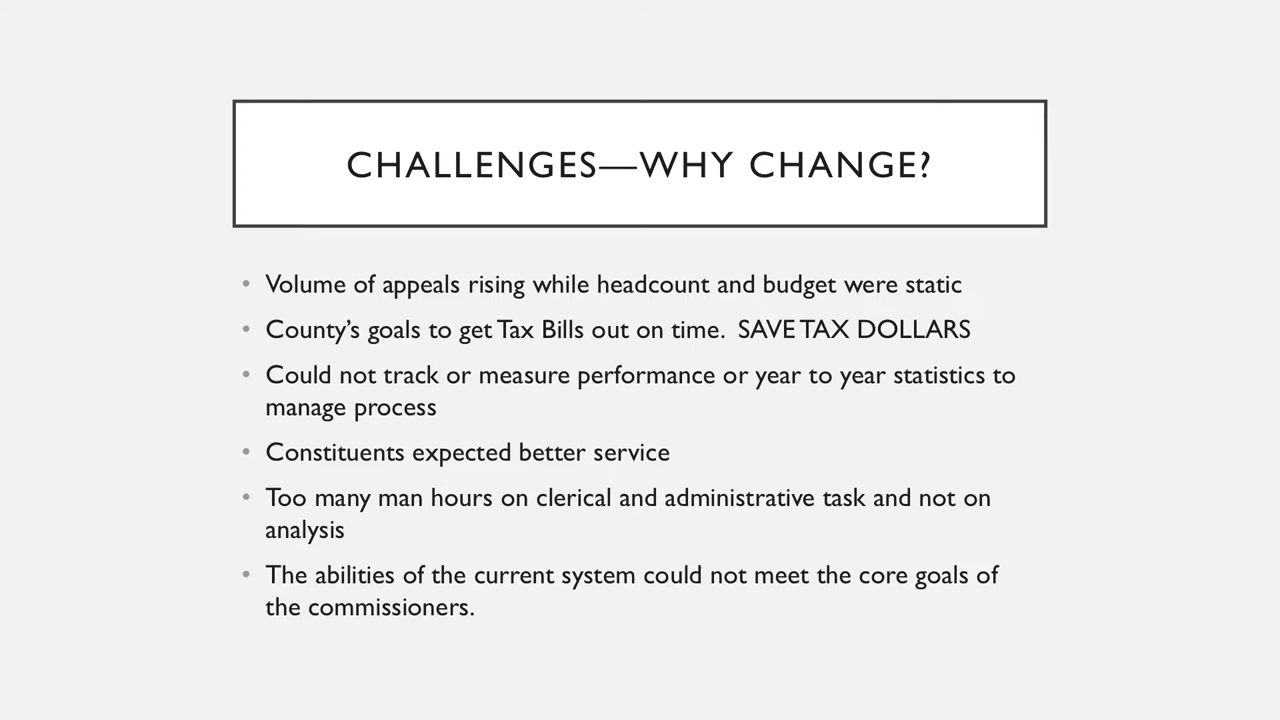 CHALLENGES—WHY CHANGE?
• Volume of appeals rising while headcount and budget were static
• County’s goals to get Tax Bills out on time.  SAVE TAX DOLLARS
• Could not track or measure performance or year to year statistics to
manage process
• Constituents expected better service
• Too many man hours on clerical and administrative task and not on
analysis
• The abilities of the current system could not meet the core goals of
the commissioners.